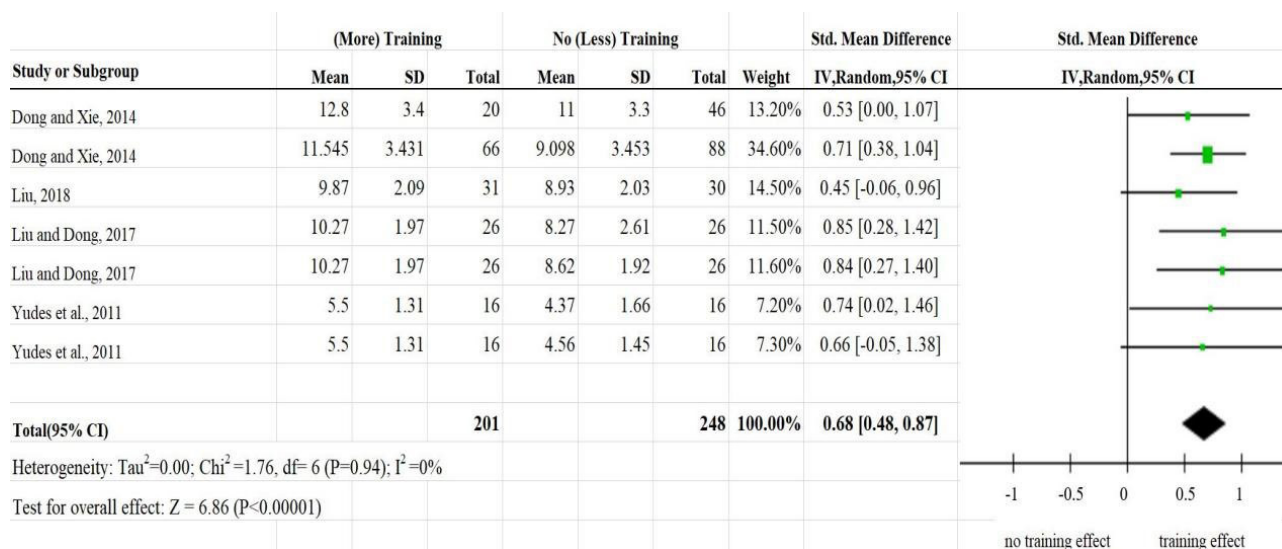 (More) Training No (Less) Training Std. Mean Difference Std. Mean Difference
Study or Subgroup Mean SD Total Mean SD Total Weight IV,Random,95% CI IV,Random,95% CI
Dong and Xie, 2014 12.8 3.4 20 11 3.3 46 13.20% 0.53 [0.00, 1.07]
Dong and Xie, 2014 11.545 3.431 66 9.098 3.453 88 34.60% 0.71 [0.38, 1.04]
Liu, 2018 9.87 2.09 31 8.93 2.03 30 14.50% 0.45 [-0.06, 0.96]
Liu and Dong, 2017 10.27 1.97 26 8.27 2.61 26 11.50% 0.85 [0.28, 1.42]
Liu and Dong, 2017 10.27 1.97 26 8.62 1.92 26 11.60% 0.84 [0.27, 1.40]
Yudes et al., 2011 5.5 1.31 16 4.37 1.66 16 7.20% 0.74 [0.02, 1.46]
Yudes et al., 2011 5.5 1.31 16 4.56 1.45 16 7.30% 0.66 [-0.05, 1.38]
Total(95% CI) 201 248 100.00% 0.68 [0.48, 0.87]
Heterogeneity: Tau²=0.00; Chi²=1.76, df= 6 (P=0.94); I²=0%
Test for overall effect: Z = 6.86 (P<0.00001)
-1 -0.5 0 0.5 1
no training effect training effect